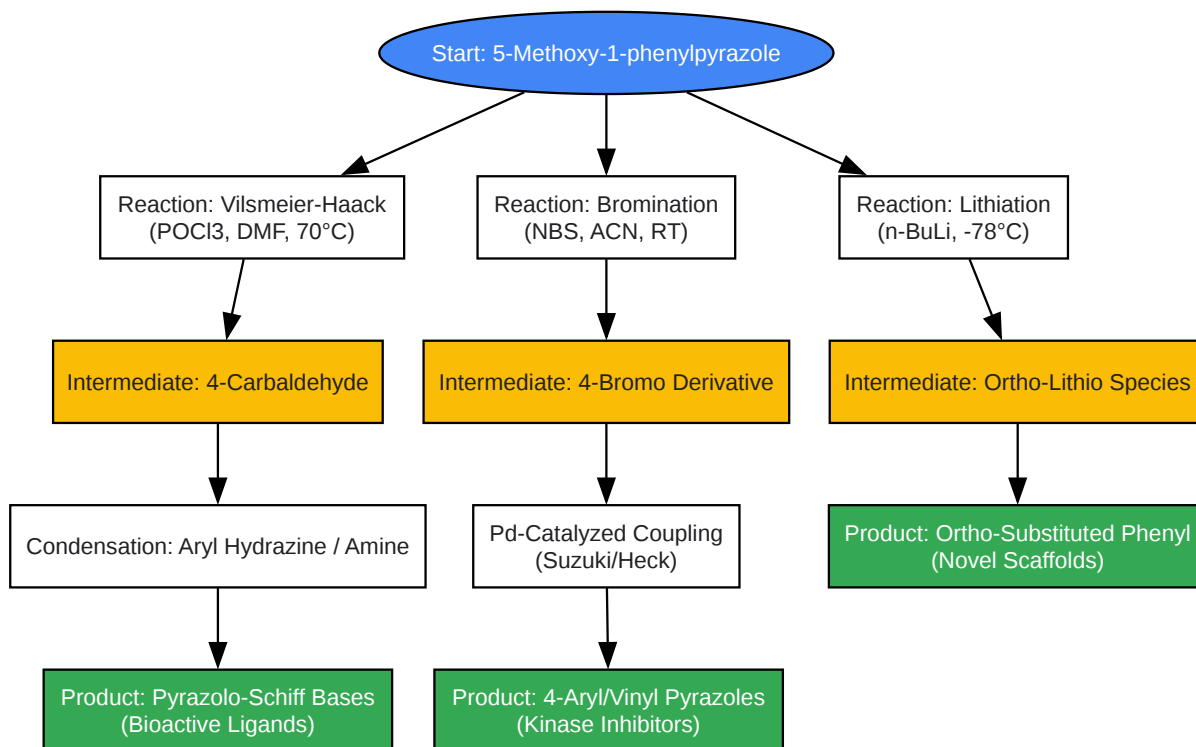 Start: 5-Methoxy-1-phenylpyrazole
Reaction: Vilsmeier-Haack
(POCl3, DMF, 70°C)
Reaction: Bromination
(NBS, ACN, RT)
Reaction: Lithiation
(n-BuLi, -78°C)
Intermediate: 4-Carbaldehyde
Intermediate: 4-Bromo Derivative
Intermediate: Ortho-Lithio Species
Condensation: Aryl Hydrazine / Amine
Pd-Catalyzed Coupling
(Suzuki/Heck)
Product: Ortho-Substituted Phenyl
(Novel Scaffolds)
Product: Pyrazolo-Schiff Bases
(Bioactive Ligands)
Product: 4-Aryl/Vinyl Pyrazoles
(Kinase Inhibitors)